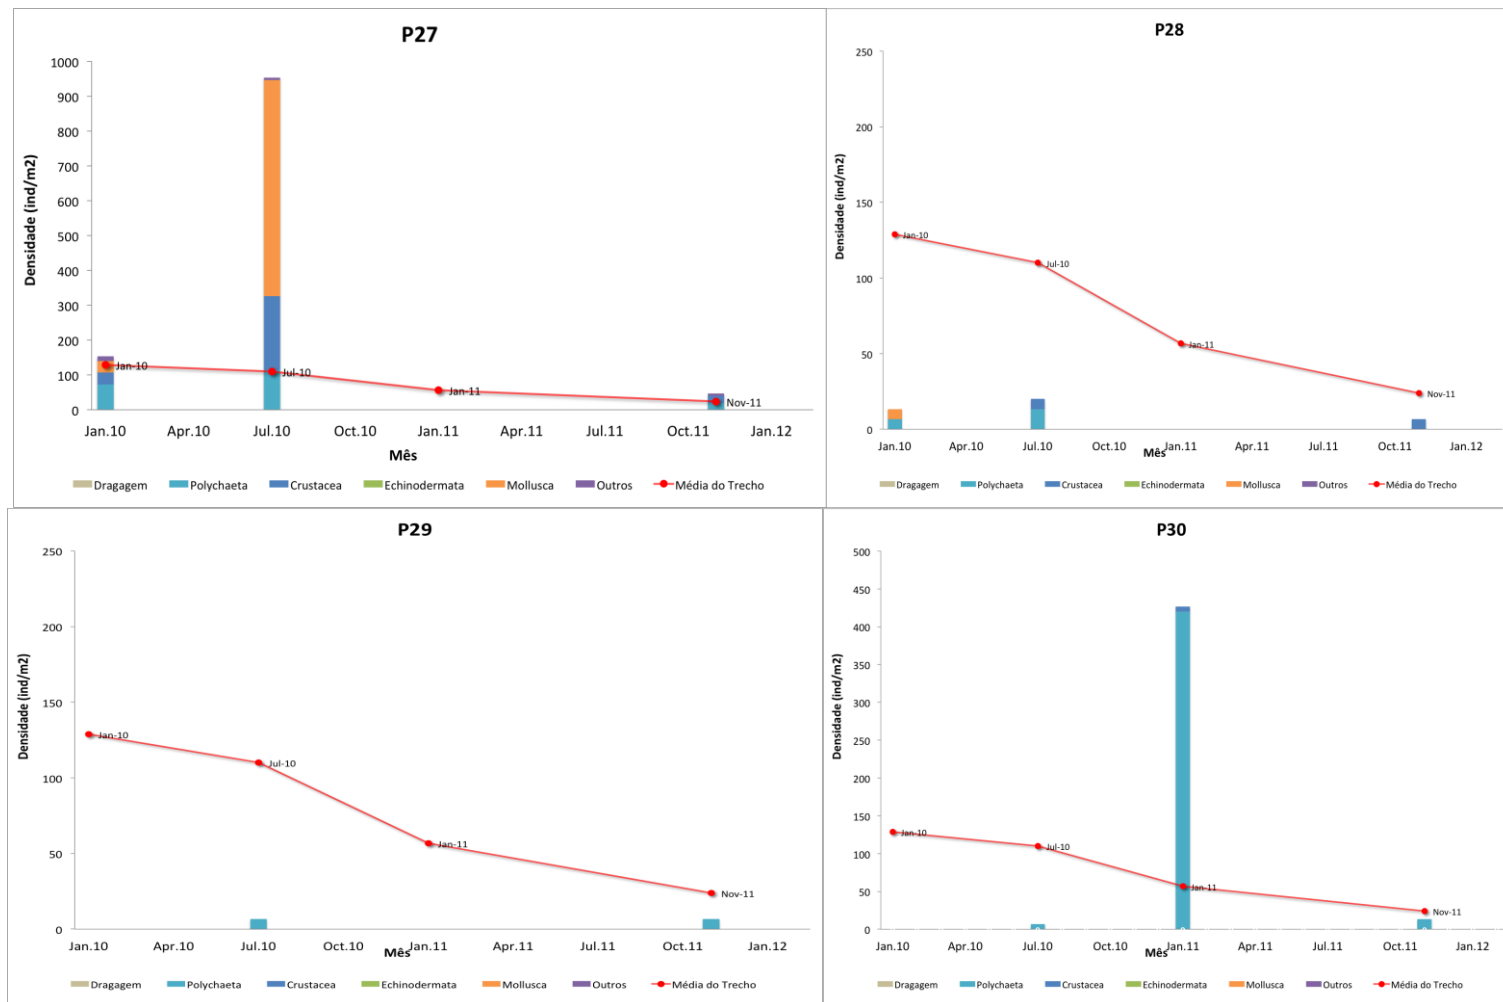 P27
Densidade (ind/m2)
1000
900
800
700
600
500
400
300
200
100
0
Jan-10
Jul-10
Jan-11
Nov-11
Jan.10 Apr.10 Jul.10 Oct.10 Jan.11 Apr.11 Jul.11 Oct.11 Jan.12
Mês
Dragagem Polychaeta Crustacea Echinodermata Mollusca Outros Média do Trecho
P28
Densidade (ind/m2)
250
200
150
100
50
0
Jan-10
Jul-10
Jan-11
Nov-11
Jan.10 Apr.10 Jul.10 Oct.10 Jan.11 Apr.11 Jul.11 Oct.11 Jan.12
Mês
Dragagem Polychaeta Crustacea Echinodermata Mollusca Outros Média do Trecho
P29
Densidade (ind/m2)
250
200
150
100
50
0
Jan-10
Jul-10
Jan-11
Nov-11
Jan.10 Apr.10 Jul.10 Oct.10 Jan.11 Apr.11 Jul.11 Oct.11 Jan.12
Mês
Dragagem Polychaeta Crustacea Echinodermata Mollusca Outros Média do Trecho
P30
Densidade (ind/m2)
500
450
400
350
300
250
200
150
100
50
0
Jan-10
Jul-10
Jan-11
Nov-11
Jan.10 Apr.10 Jul.10 Oct.10 Jan.11 Apr.11 Jul.11 Oct.11 Jan.12
Mês
Dragagem Polychaeta Crustacea Echinodermata Mollusca Outros Média do Trecho